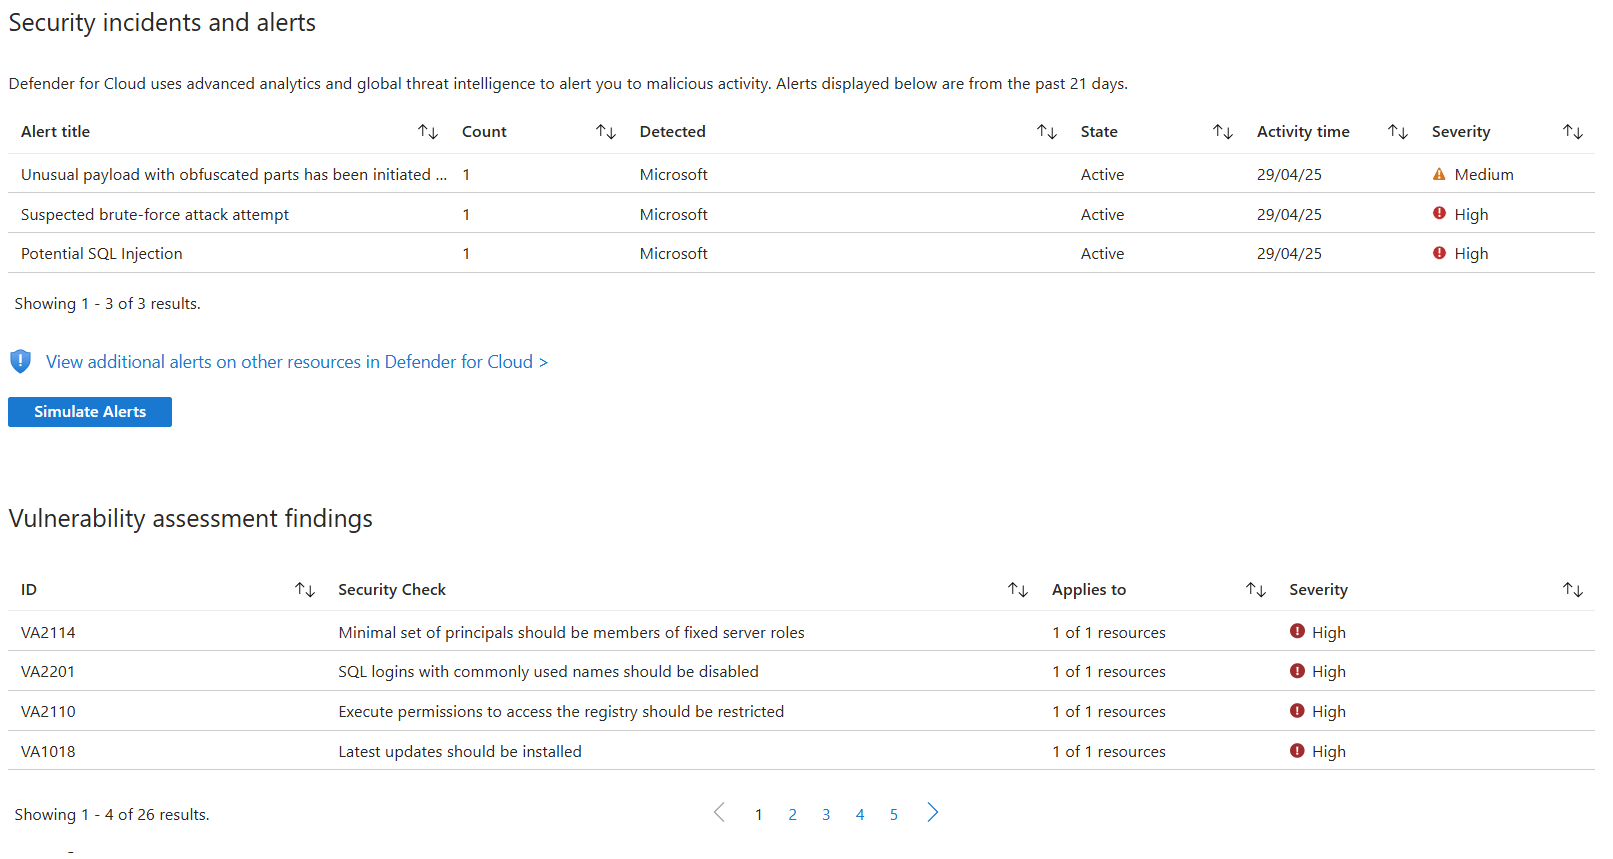 Security incidents and alerts
Defender for Cloud uses advanced analytics and global threat intelligence to alert you to malicious activity. Alerts displayed below are from the past 21 days.
Alert title Count Detected State Activity time Severity
Unusual payload with obfuscated parts has been initiated ... 1 Microsoft Active 29/04/25 Medium
Suspected brute-force attack attempt 1 Microsoft Active 29/04/25 High
Potential SQL Injection 1 Microsoft Active 29/04/25 High
Showing 1 - 3 of 3 results.
View additional alerts on other resources in Defender for Cloud >
Simulate Alerts
Vulnerability assessment findings
ID Security Check Applies to Severity
VA2114 Minimal set of principals should be members of fixed server roles 1 of 1 resources High
VA2201 SQL logins with commonly used names should be disabled 1 of 1 resources High
VA2110 Execute permissions to access the registry should be restricted 1 of 1 resources High
VA1018 Latest updates should be installed 1 of 1 resources High
Showing 1 - 4 of 26 results. 1 2 3 4 5